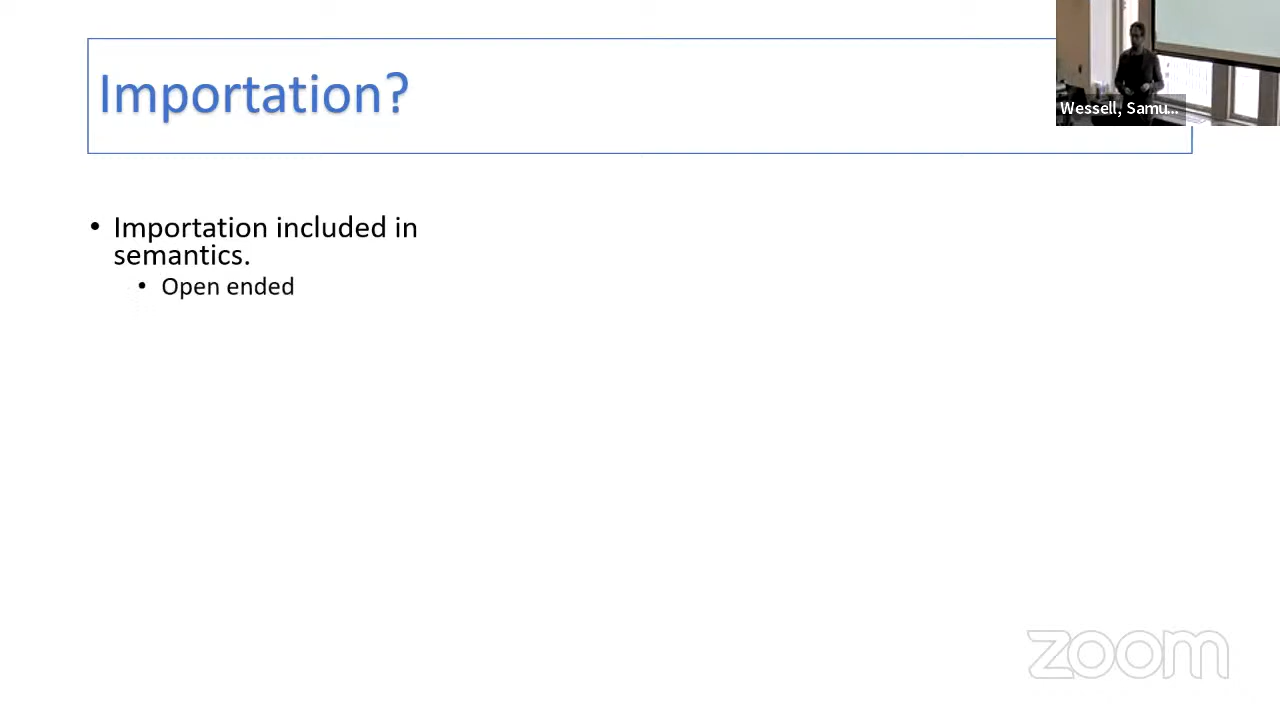 Importation?
Wessell, Samu...
• Importation included in
semantics.
• Open ended
zoom